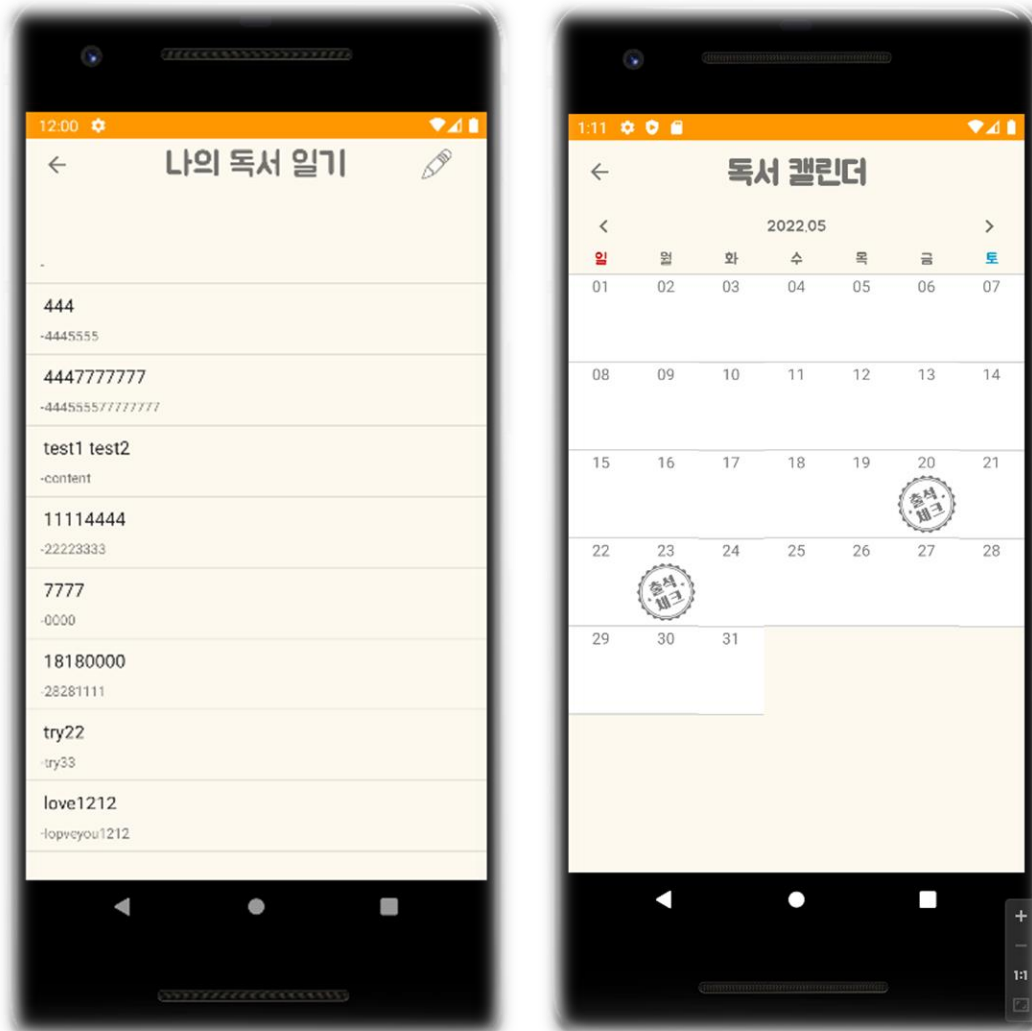 12:00
나의 독서 일기
-
444
-4445555
4447777777
-444555577777777
test1 test2
-content
11114444
-22223333
7777
-0000
18180000
-28281111
try22
-try33
love1212
-lopveyou1212
1:11
독서 캘린더
2022.05
일 월 화 수 목 금 토
01 02 03 04 05 06 07
08 09 10 11 12 13 14
15 16 17 18 19 20 21
출석
체크
22 23 24 25 26 27 28
출석
체크
29 30 31
1:1